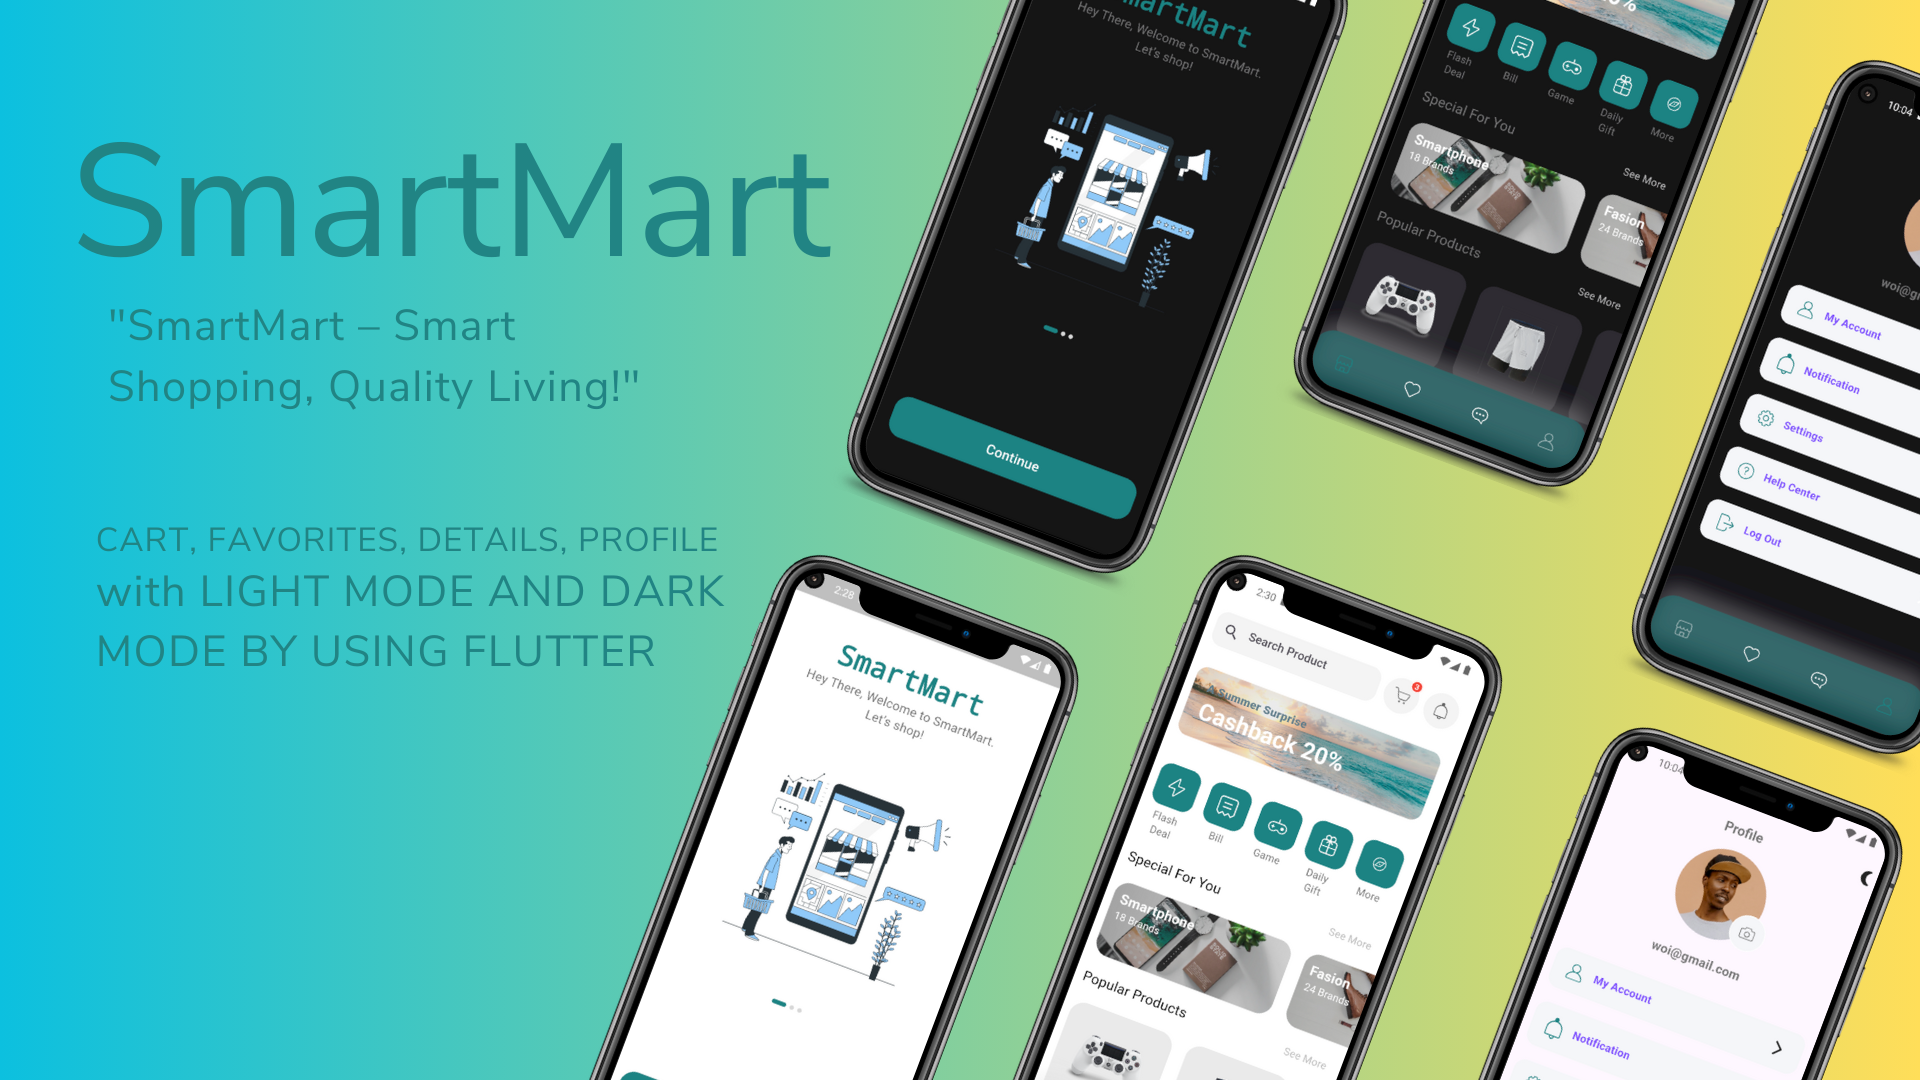 SmartMart
"SmartMart – Smart
Shopping, Quality Living!"
CART, FAVORITES, DETAILS, PROFILE
with LIGHT MODE AND DARK
MODE BY USING FLUTTER
SmartMart
Hey There, Welcome to SmartMart.
Let's shop!
Continue
Flash
Deal
Bill
Game
Daily
Gift
More
Special For You
Smartphone
18 Brands
See More
Fasion
24 Brands
Popular Products
See More
10:04
My Account
Notification
Settings
Help Center
Log Out
2:28
SmartMart
Hey There, Welcome to SmartMart.
Let's shop!
2:30
Search Product
3
A Summer Surprise
Cashback 20%
Flash
Deal
Bill
Game
Daily
Gift
More
Special For You
Smartphone
18 Brands
See More
Fasion
24 Brands
Popular Products
See More
10:04
Profile
woi@gmail.com
My Account
Notification